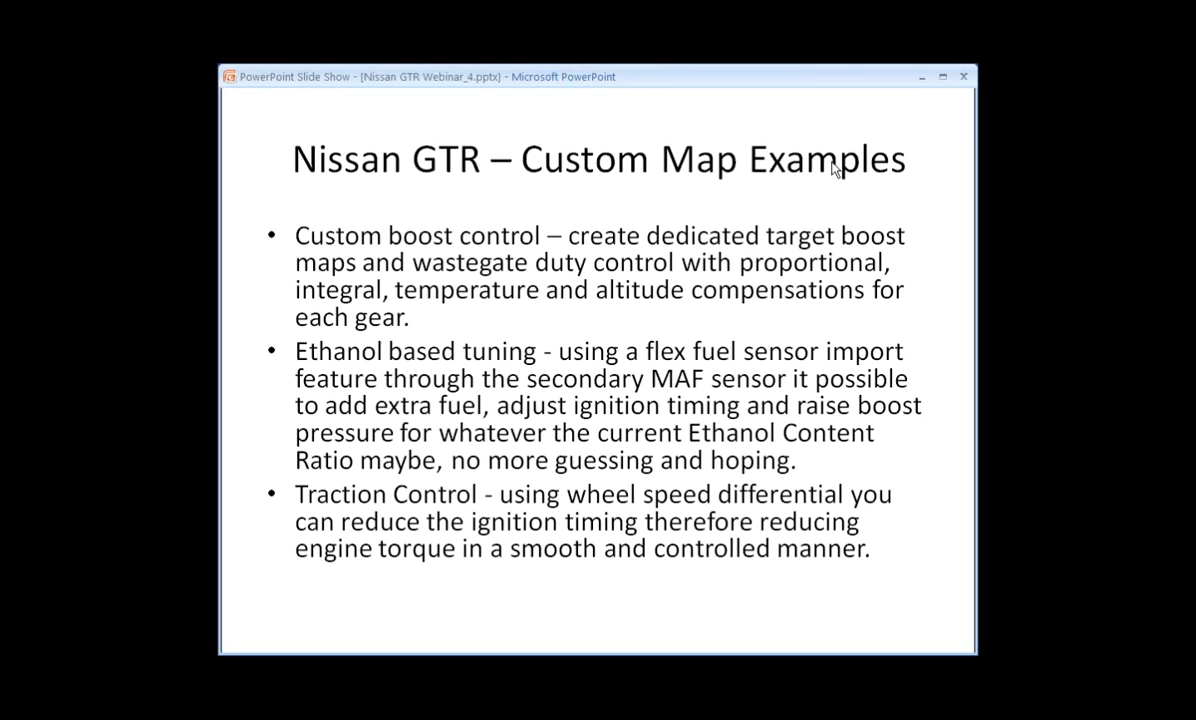 PowerPoint Slide Show - [Nissan GTR Webinar_4.pptx] - Microsoft PowerPoint
Nissan GTR – Custom Map Examples
• Custom boost control – create dedicated target boost
maps and wastegate duty control with proportional,
integral, temperature and altitude compensations for
each gear.
• Ethanol based tuning - using a flex fuel sensor import
feature through the secondary MAF sensor it possible
to add extra fuel, adjust ignition timing and raise boost
pressure for whatever the current Ethanol Content
Ratio maybe, no more guessing and hoping.
• Traction Control - using wheel speed differential you
can reduce the ignition timing therefore reducing
engine torque in a smooth and controlled manner.